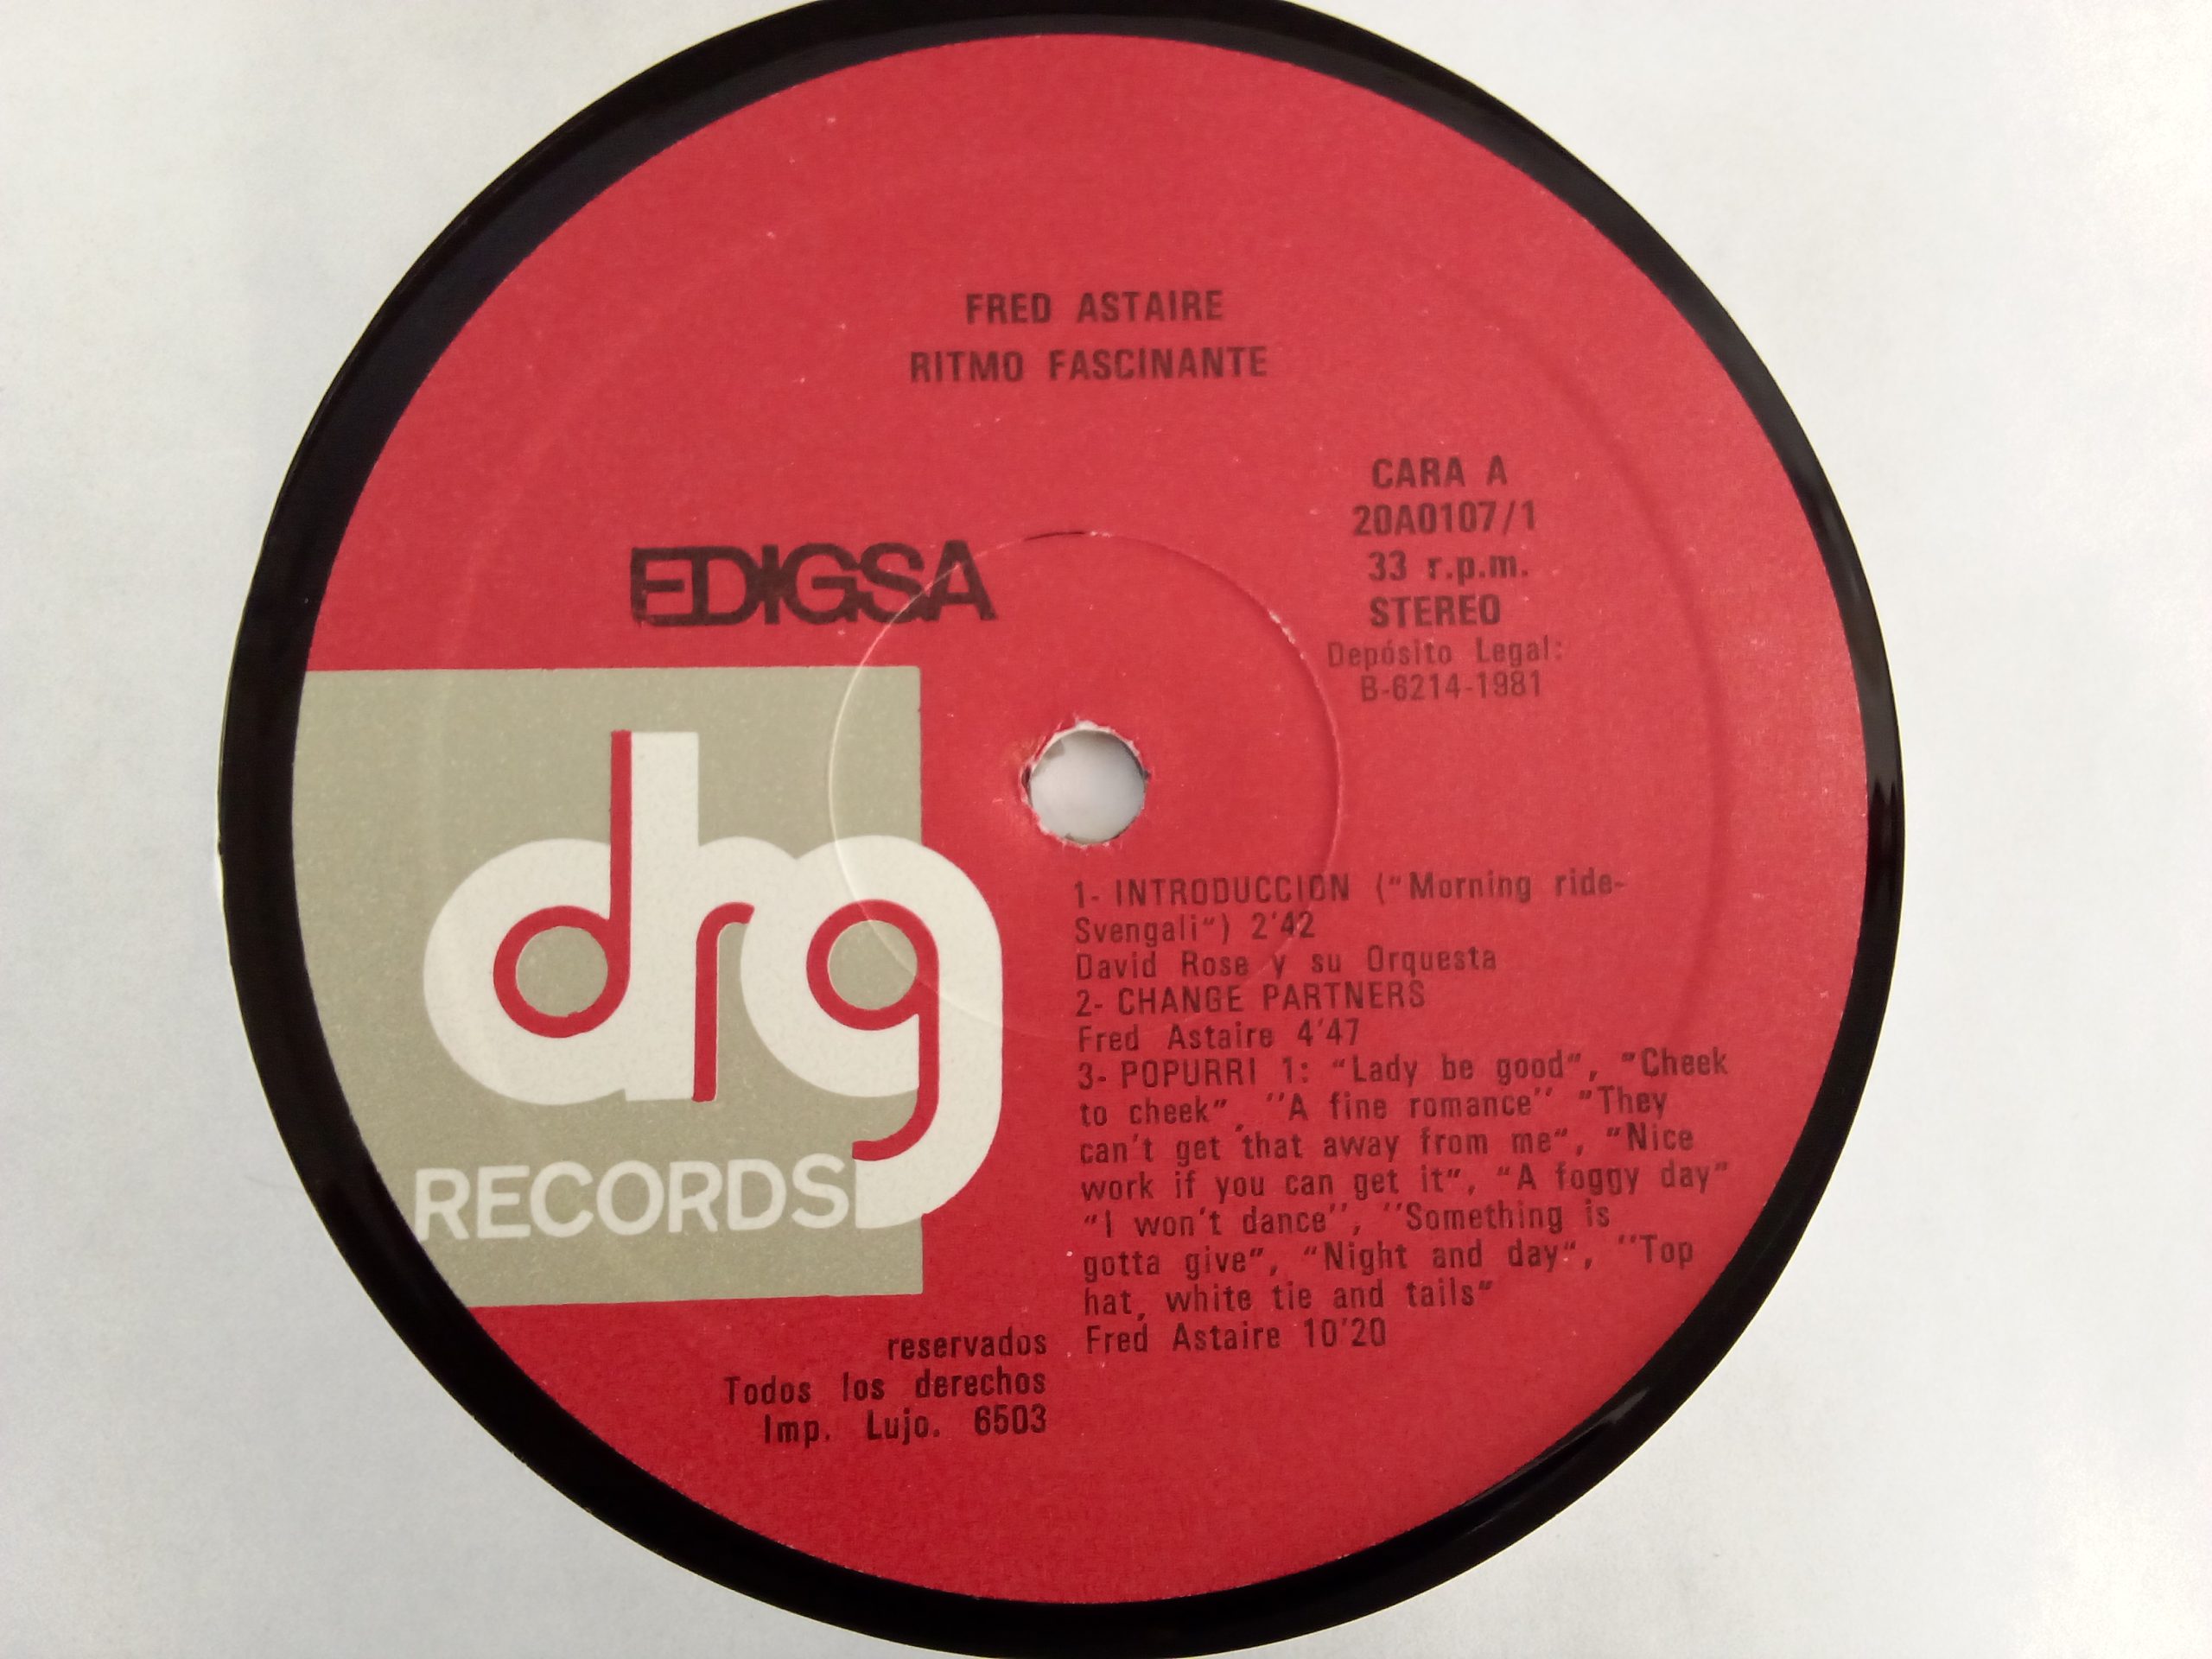 FRED ASTAIRE
RITMO FASCINANTE
CARA A
20A0107/1
33 r.p.m.
STEREO
Depósito Legal:
B-6214-1981
EDIGSA
drg
RECORDS
1- INTRODUCCION ("Morning ride-
Svengali") 2'42
David Rose y su Orquesta
2- CHANGE PARTNERS
Fred Astaire 4'47
3- POPURRI 1: "Lady be good", "Cheek
to cheek", "A fine romance" "They
can't get that away from me", "Nice
work if you can get it", "A foggy day"
"I won't dance", "Something is
gotta give", "Night and day", "Top
hat, white tie and tails"
Fred Astaire 10'20
reservados
Todos los derechos
Imp. Lujo. 6503